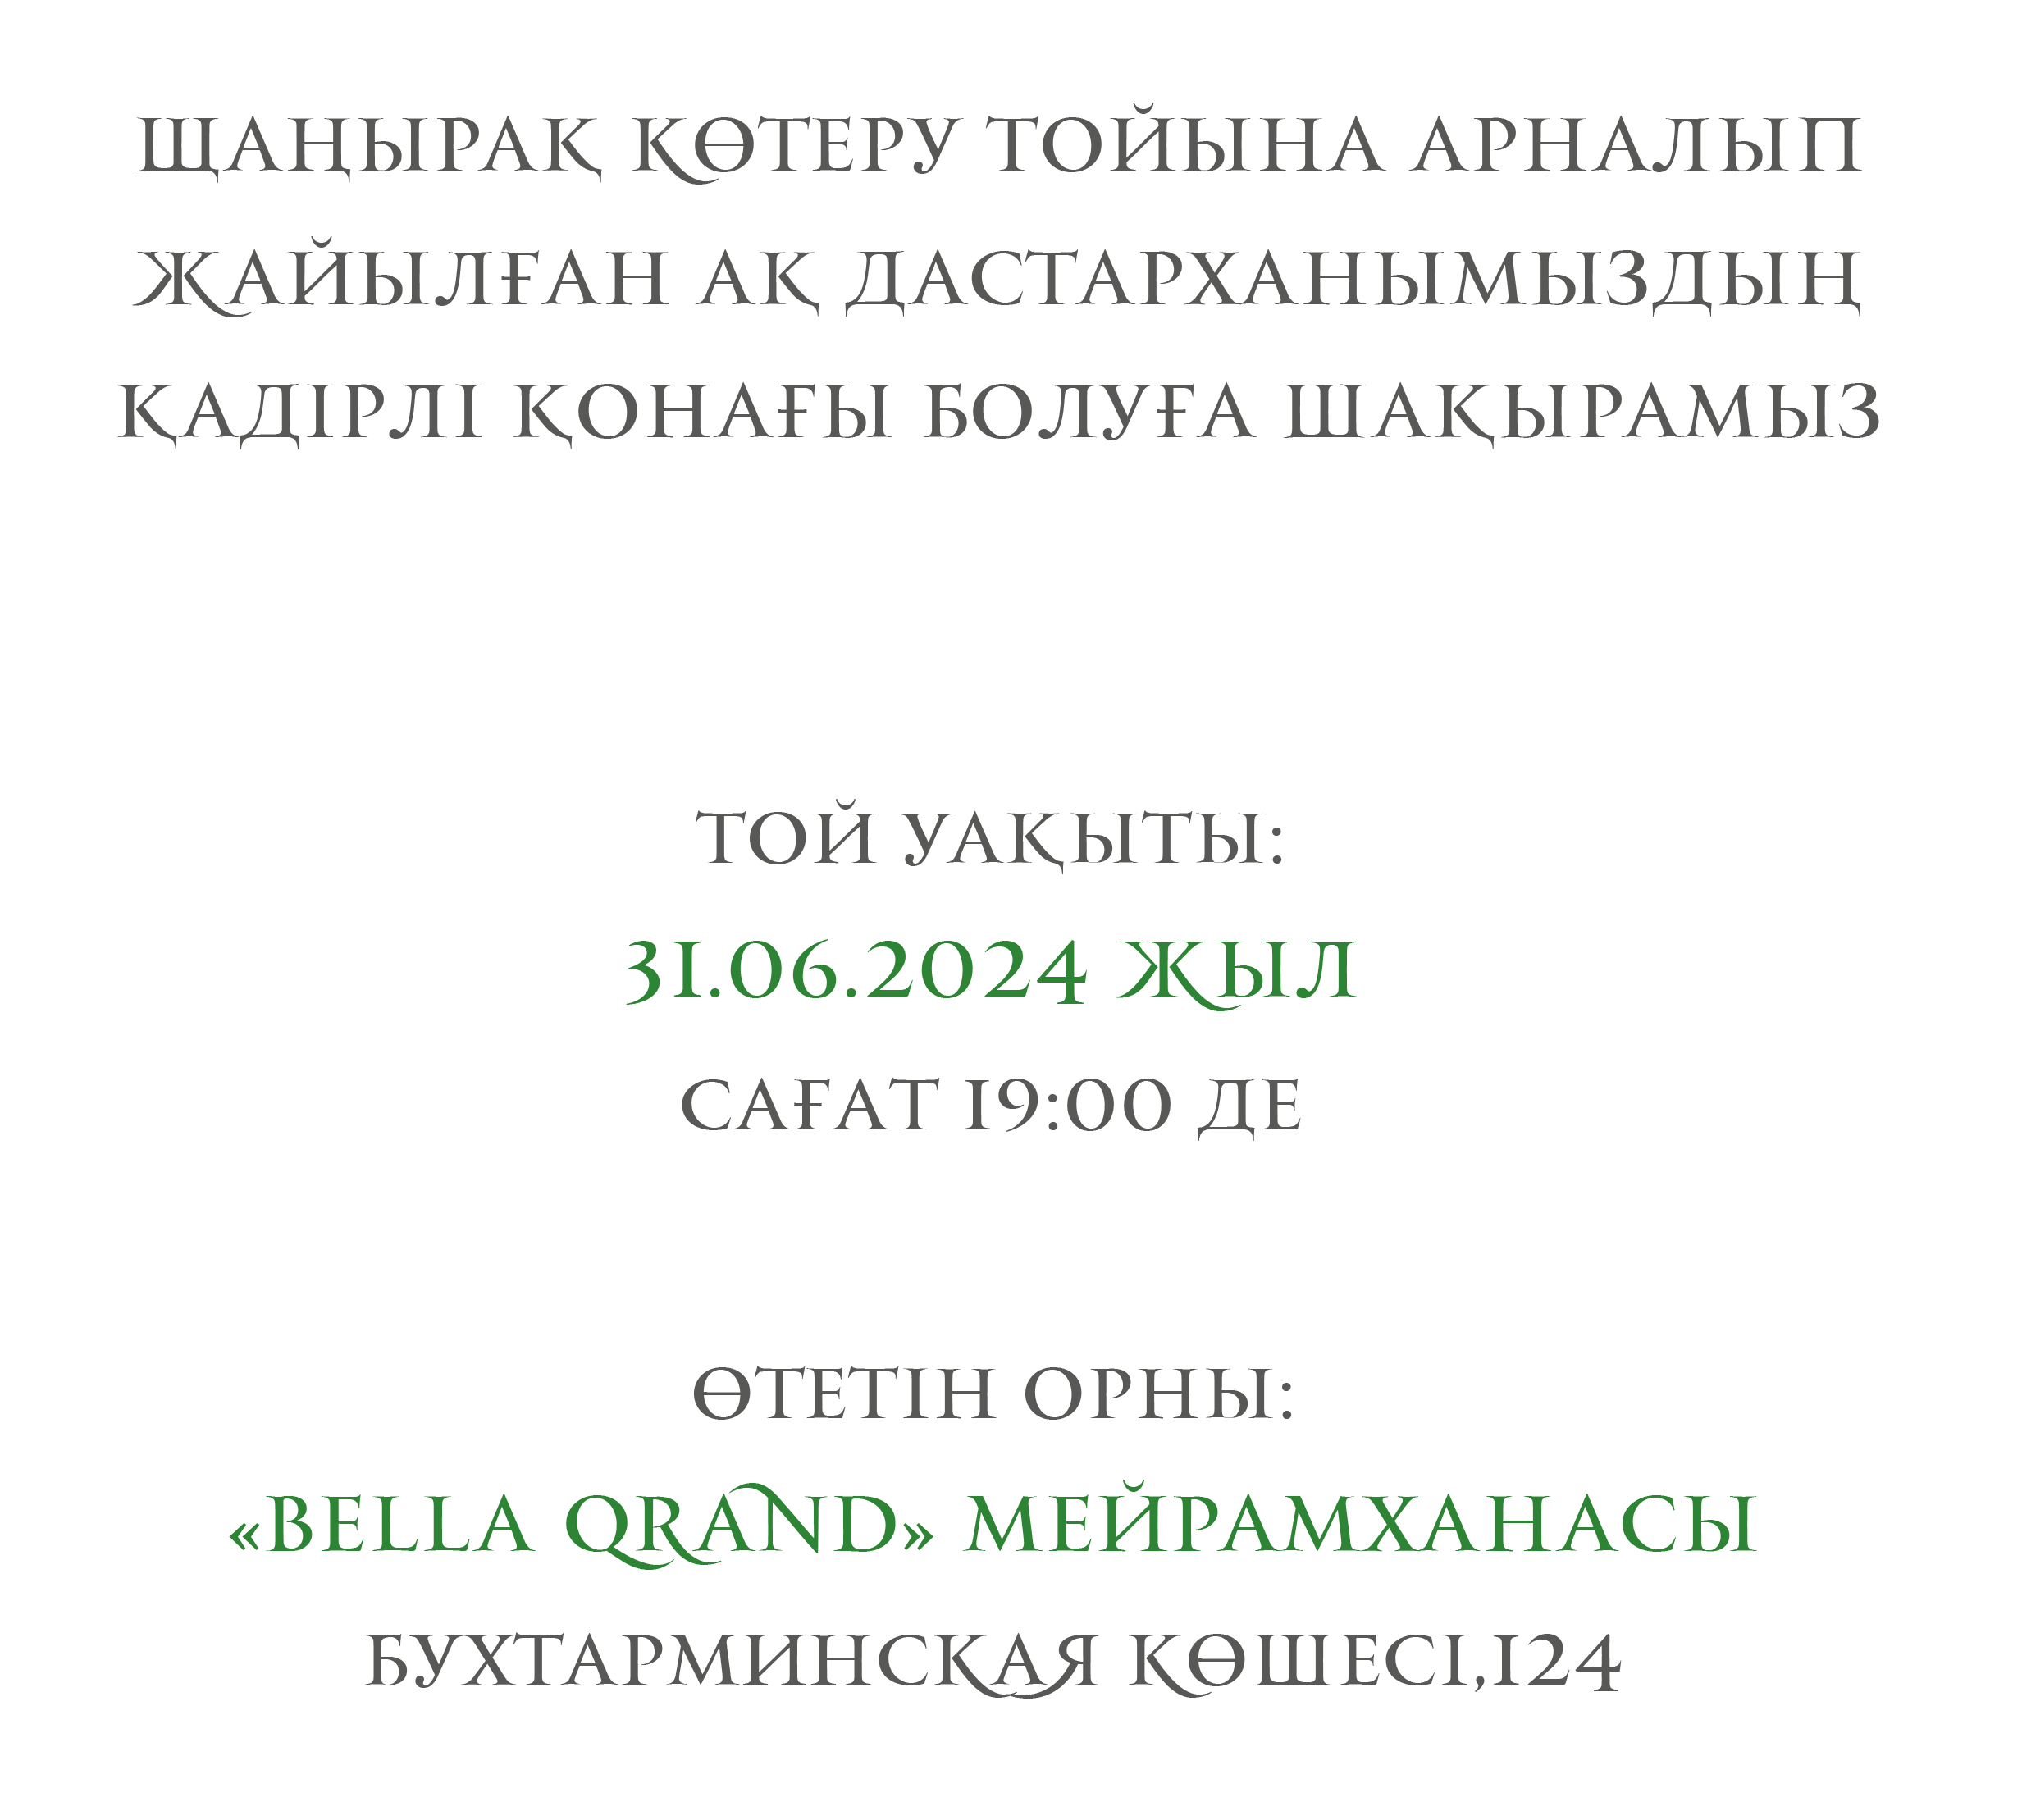 ЩАҢЫРАҚ КӨТЕРУ ТОЙЫНА АРНАЛЫП
ЖАЙЫЛҒАН АҚ ДАСТАРХАНЫМЫЗДЫҢ
ҚАДІРЛІ ҚОНАҒЫ БОЛУҒА ШАҚЫРАМЫЗ
ТОЙ УАҚЫТЫ:
31.06.2024 ЖЫЛ
САҒАТ 19:00 ДЕ
ӨТЕТІН ОРНЫ:
«BELLA QRAND» МЕЙРАМХАНАСЫ
БУХТАРМИНСКАЯ КӨШЕСІ,124